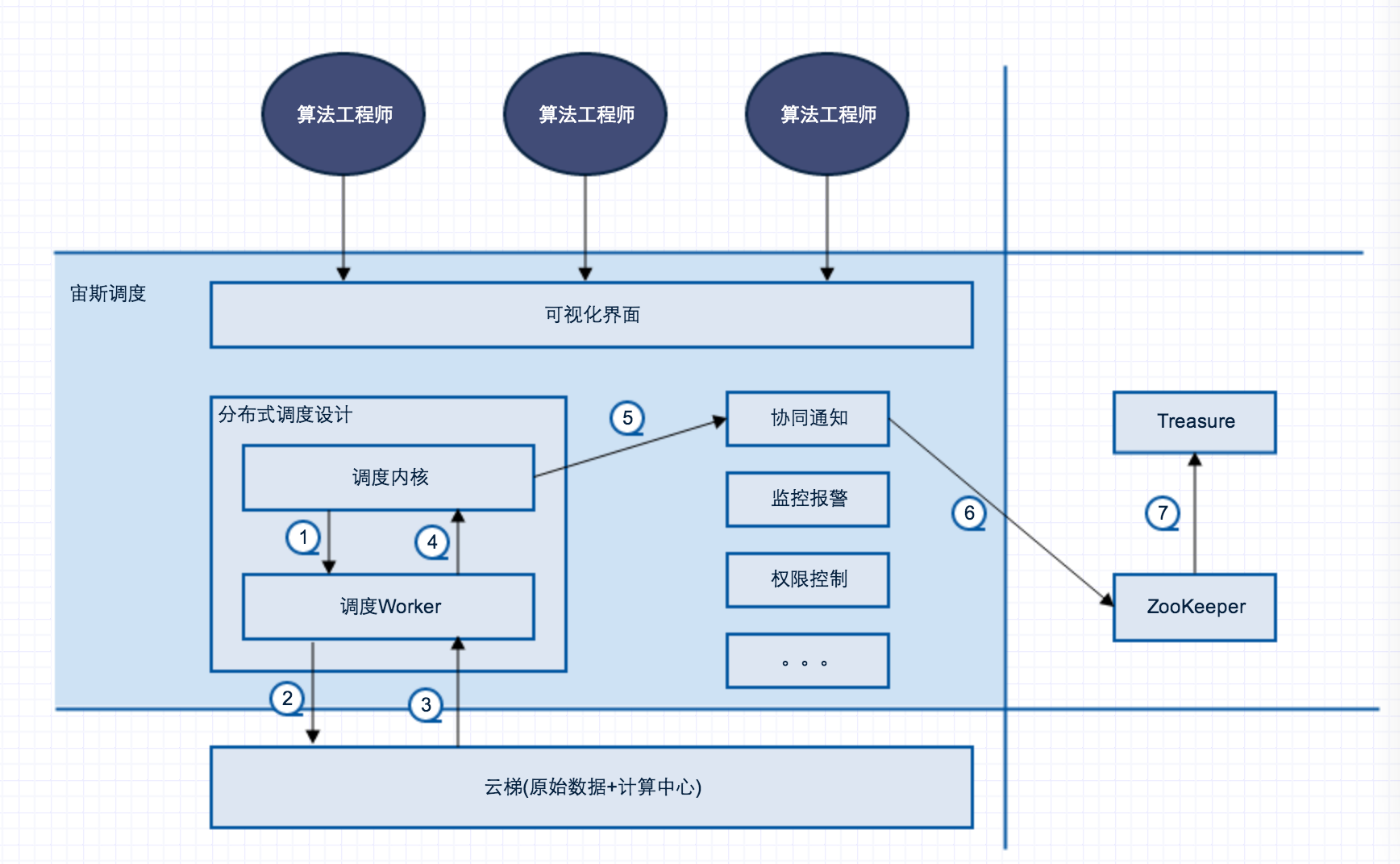 算法工程师
算法工程师
算法工程师
宙斯调度
可视化界面
分布式调度设计
调度内核
调度Worker
协同通知
监控报警
权限控制
。。。
Treasure
ZooKeeper
云梯(原始数据+计算中心)
1
2
3
4
5
6
7